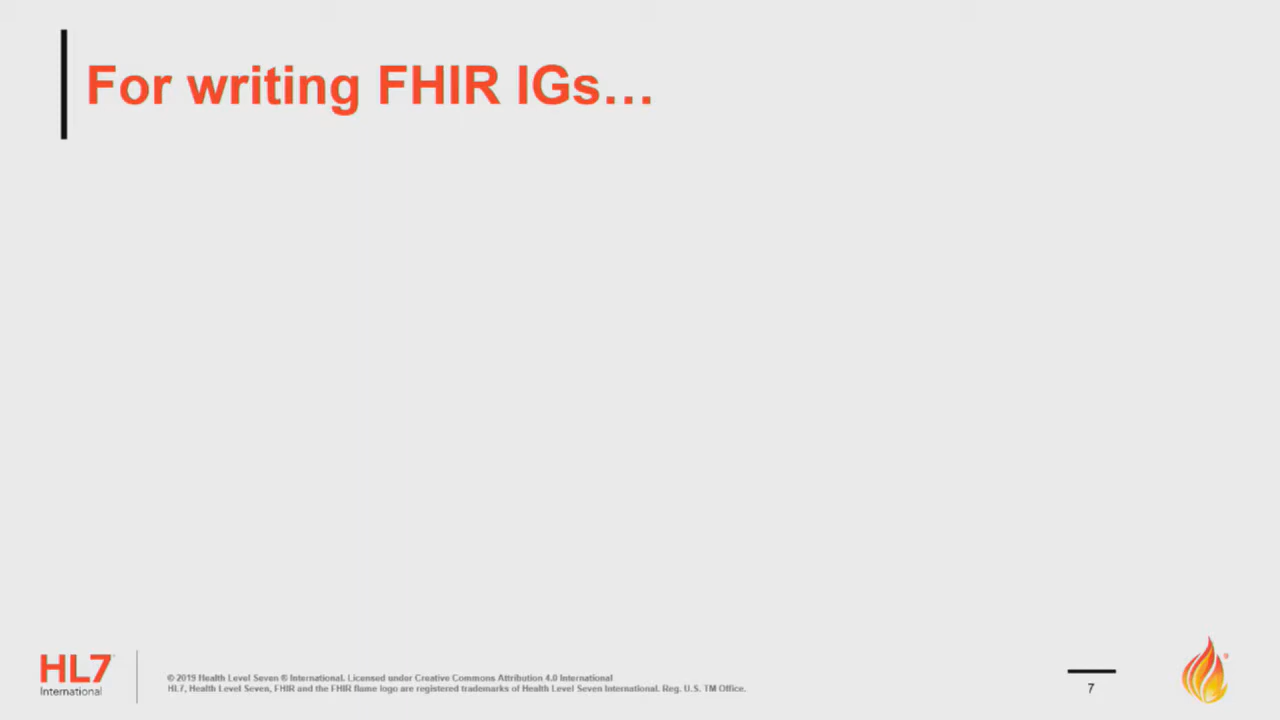 For writing FHIR IGs…
HL7
International
© 2019 Health Level Seven ® International. Licensed under Creative Commons Attribution 4.0 International
HL7, Health Level Seven, FHIR and the FHIR flame logo are registered trademarks of Health Level Seven International. Reg. U.S. TM Office.
7
®